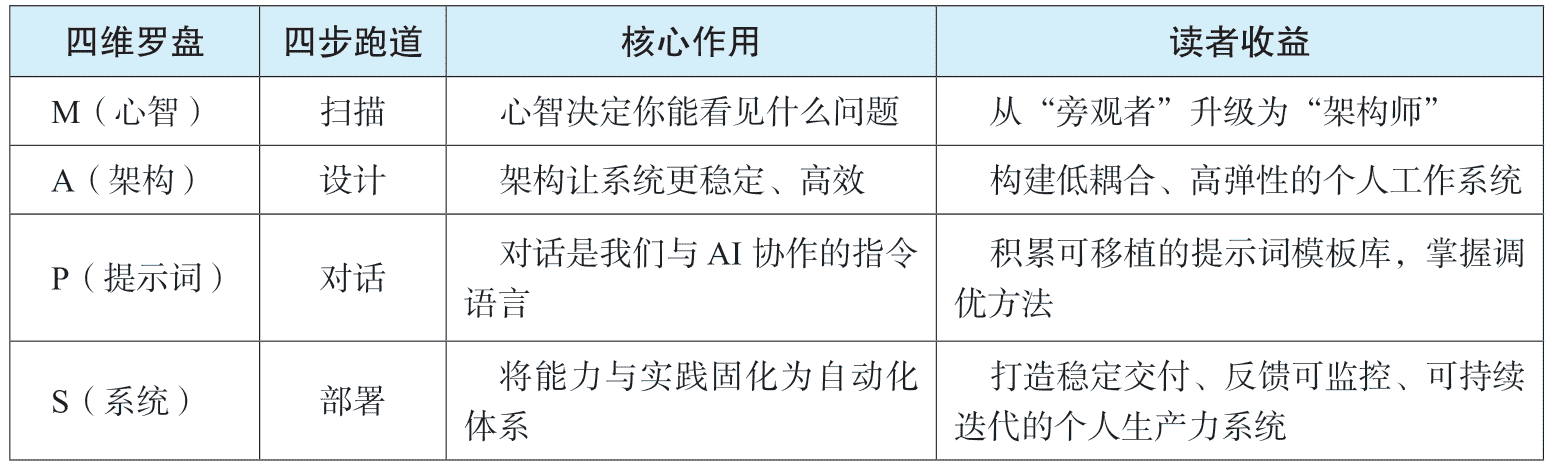 四维罗盘 四步跑道 核心作用 读者收益
M（心智） 扫描 心智决定你能看见什么问题 从“旁观者”升级为“架构师”
A（架构） 设计 架构让系统更稳定、高效 构建低耦合、高弹性的个人工作系统
P（提示词） 对话 对话是我们与 AI 协作的指令
语言 积累可移植的提示词模板库，掌握调
优方法
S（系统） 部署 将能力与实践固化为自动化
体系 打造稳定交付、反馈可监控、可持续
迭代的个人生产力系统